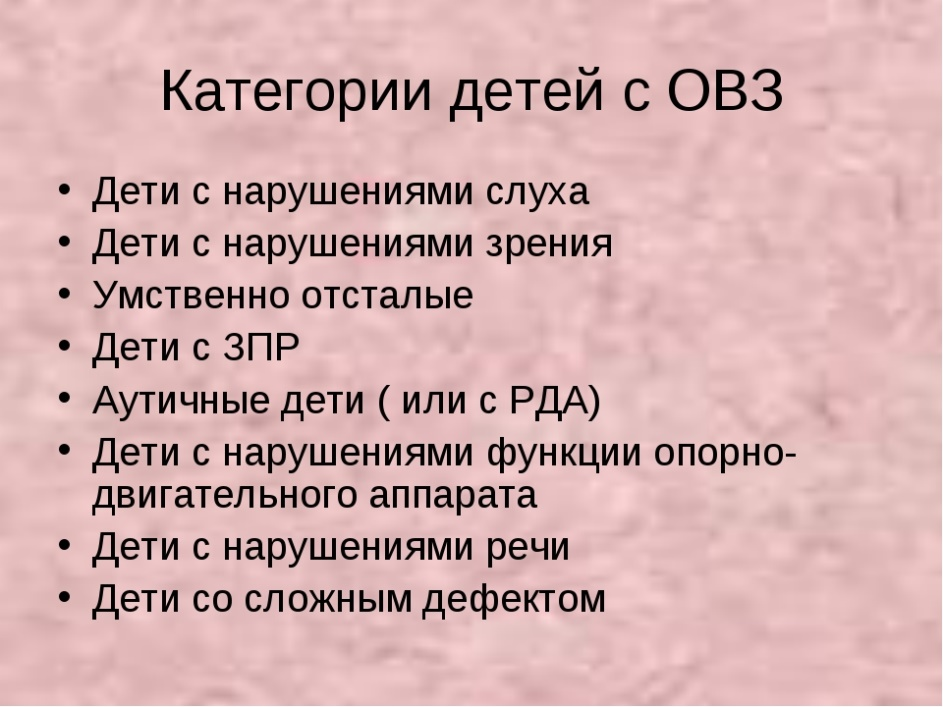 Категории детей с ОВЗ
• Дети с нарушениями слуха
• Дети с нарушениями зрения
• Умственно отсталые
• Дети с ЗПР
• Аутичные дети ( или с РДА)
• Дети с нарушениями функции опорно-
двигательного аппарата
• Дети с нарушениями речи
• Дети со сложным дефектом